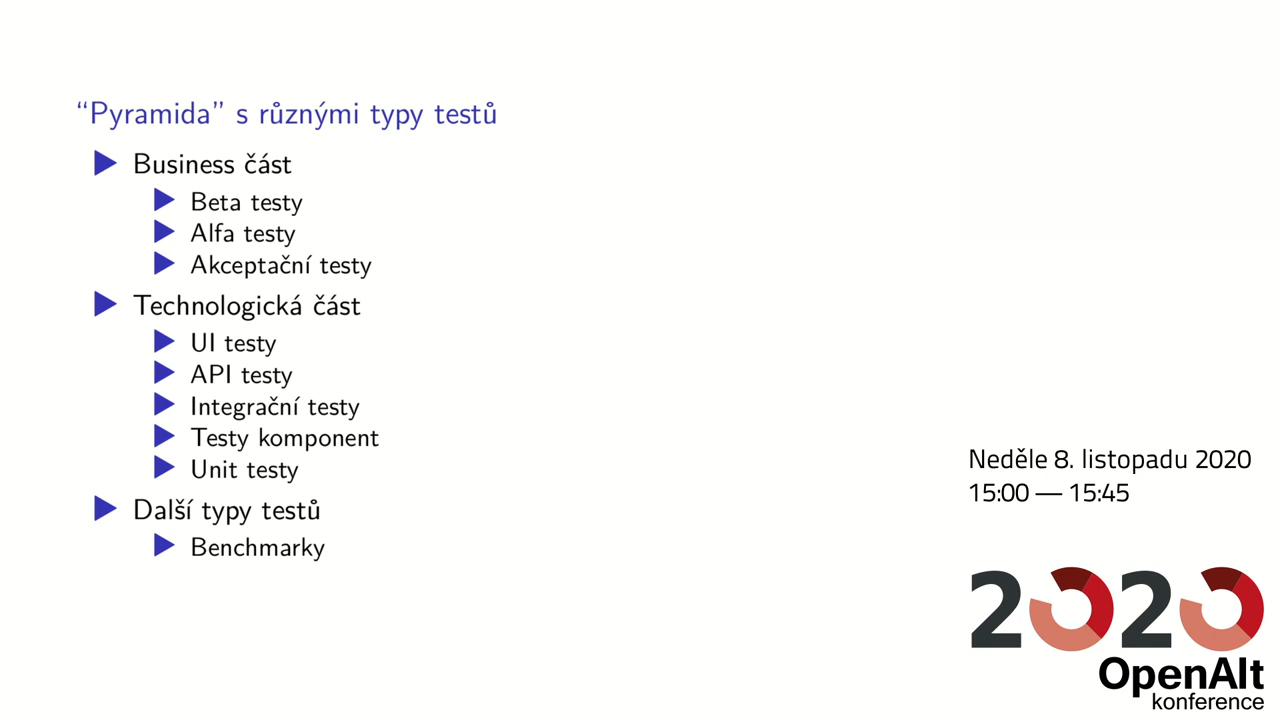 “Pyramida” s různými typy testů
Business část
Beta testy
Alfa testy
Akceptační testy
Technologická část
UI testy
API testy
Integrační testy
Testy komponent
Unit testy
Další typy testů
Benchmarky
Neděle 8. listopadu 2020
15:00 — 15:45
2020
OpenAlt
konference